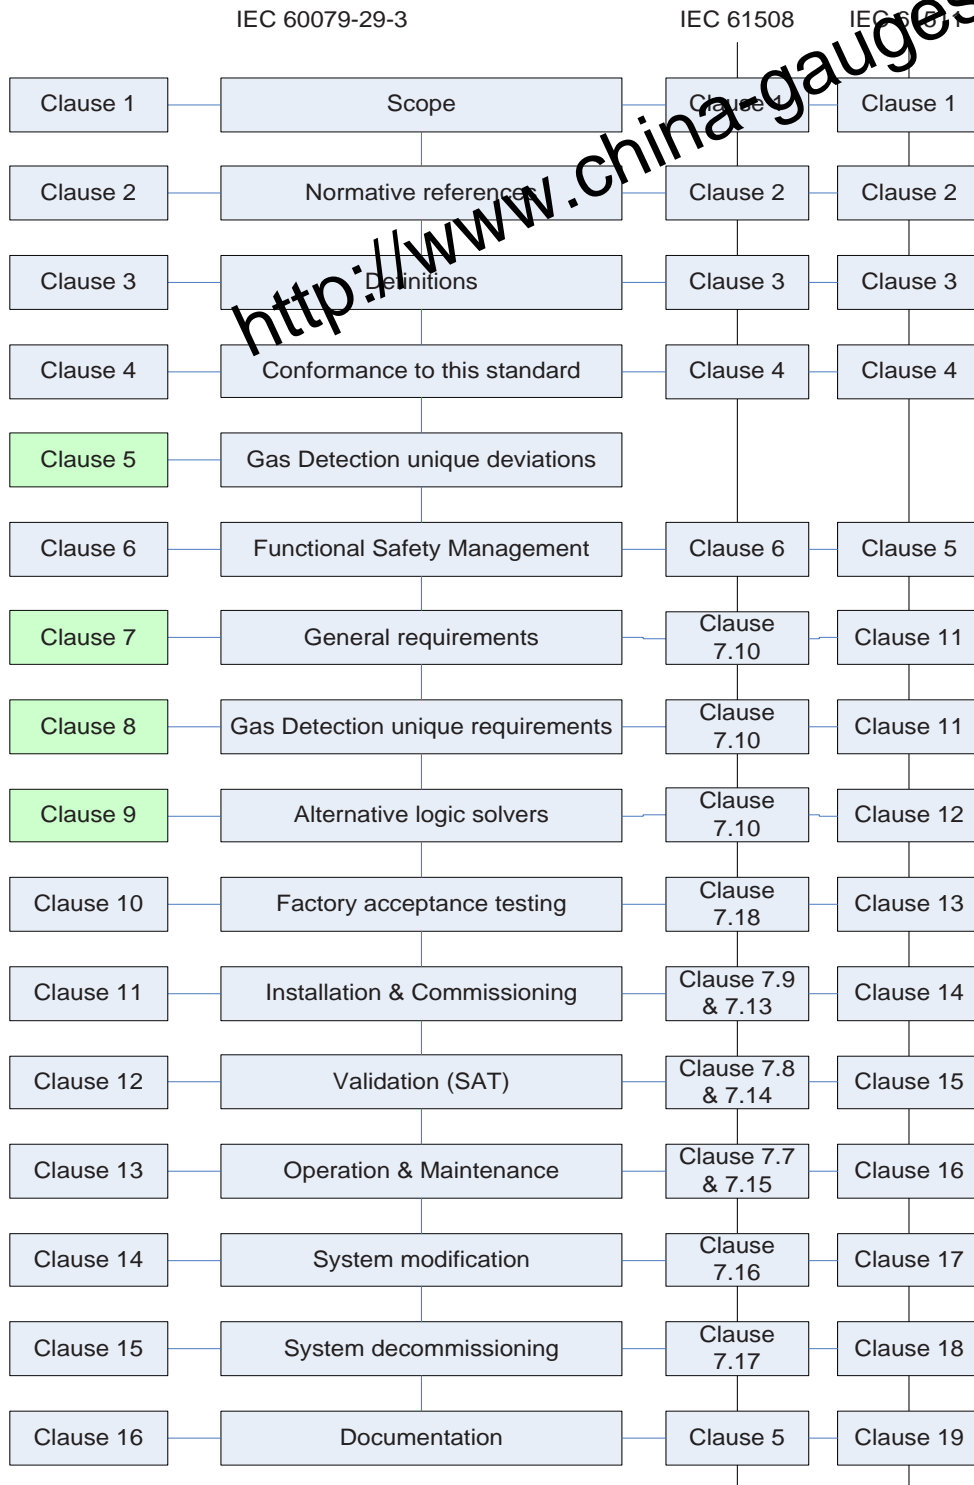 IEC 60079-29-3 IEC 61508 IEC 61511
Clause 1 Scope Clause 1 Clause 1
Clause 2 Normative references Clause 2 Clause 2
Clause 3 Definitions Clause 3 Clause 3
Clause 4 Conformance to this standard Clause 4 Clause 4
Clause 5 Gas Detection unique deviations
Clause 6 Functional Safety Management Clause 6 Clause 5
Clause 7 General requirements Clause 7.10 Clause 11
Clause 8 Gas Detection unique requirements Clause 7.10 Clause 11
Clause 9 Alternative logic solvers Clause 7.10 Clause 12
Clause 10 Factory acceptance testing Clause 7.18 Clause 13
Clause 11 Installation & Commissioning Clause 7.9 & 7.13 Clause 14
Clause 12 Validation (SAT) Clause 7.8 & 7.14 Clause 15
Clause 13 Operation & Maintenance Clause 7.7 & 7.15 Clause 16
Clause 14 System modification Clause 7.16 Clause 17
Clause 15 System decommissioning Clause 7.17 Clause 18
Clause 16 Documentation Clause 5 Clause 19
http://www.china-gauges